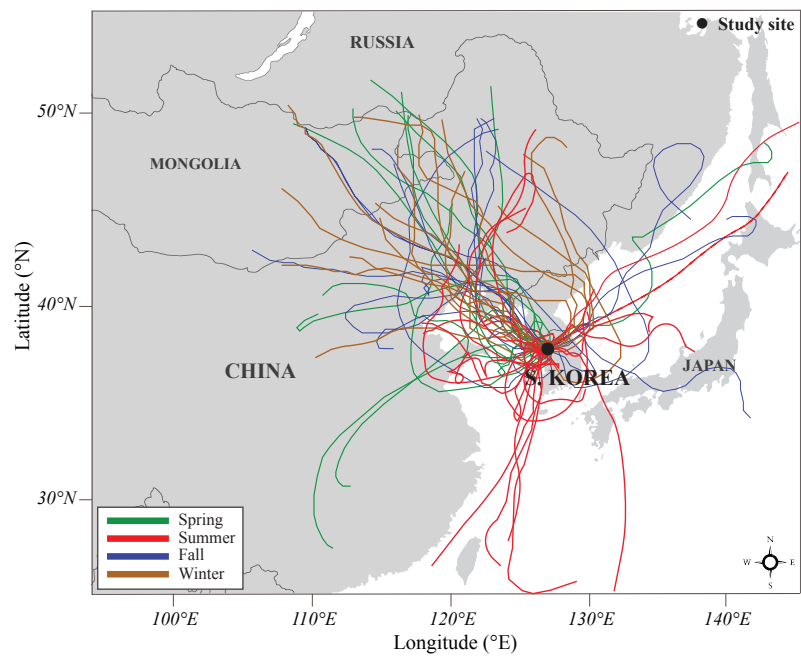 RUSSIA
Study site
50°N
MONGOLIA
Latitude (°N)
40°N
CHINA
S. KOREA
JAPAN
30°N
Spring
Summer
Fall
Winter
N
W E
S
100°E 110°E 120°E 130°E 140°E
Longitude (°E)